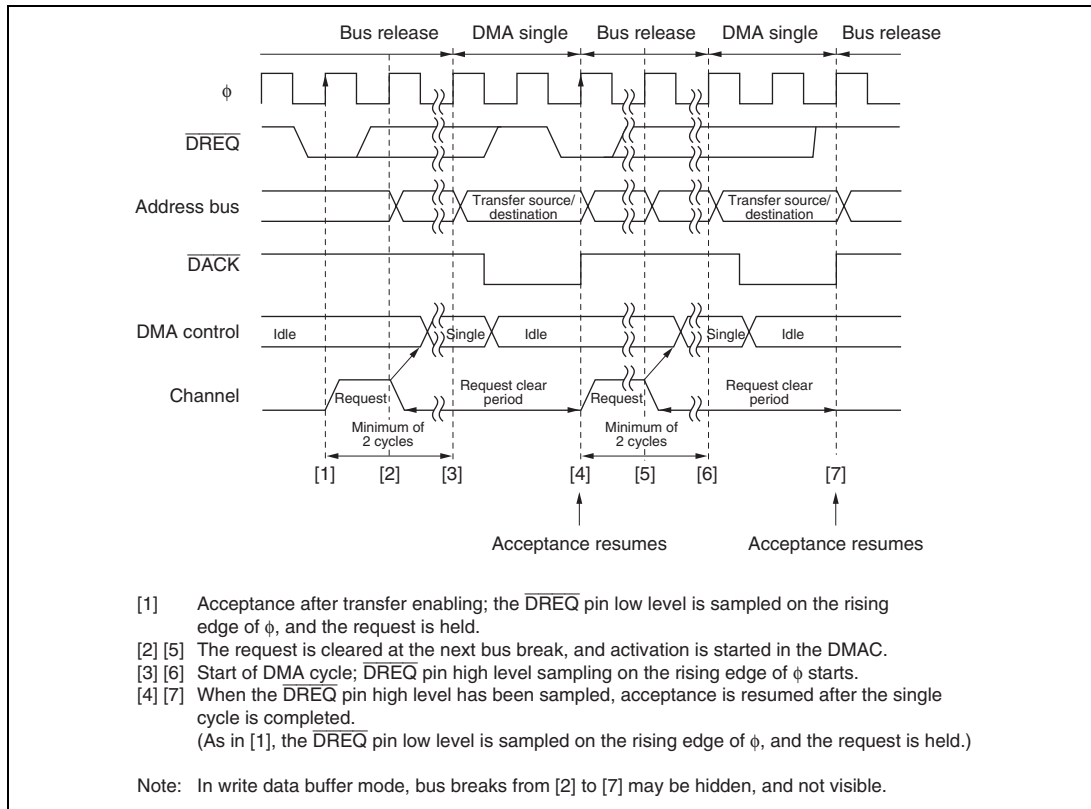 Bus release DMA single Bus release DMA single Bus release
φ
DREQ
Address bus
Transfer source/ destination
Transfer source/ destination
DACK
DMA control
Idle Single Idle Single Idle
Channel
Request
Request clear period
Request
Request clear period
Minimum of 2 cycles
Minimum of 2 cycles
[1] [2] [3] [4] [5] [6] [7]
Acceptance resumes Acceptance resumes
[1] Acceptance after transfer enabling; the DREQ pin low level is sampled on the rising
edge of φ, and the request is held.
[2] [5] The request is cleared at the next bus break, and activation is started in the DMAC.
[3] [6] Start of DMA cycle; DREQ pin high level sampling on the rising edge of φ starts.
[4] [7] When the DREQ pin high level has been sampled, acceptance is resumed after the single
cycle is completed.
(As in [1], the DREQ pin low level is sampled on the rising edge of φ, and the request is held.)
Note: In write data buffer mode, bus breaks from [2] to [7] may be hidden, and not visible.